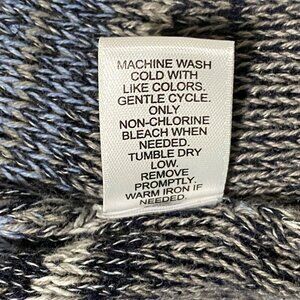 MACHINE WASH
COLD WITH
LIKE COLORS.
GENTLE CYCLE.
ONLY
NON-CHLORINE
BLEACH WHEN
NEEDED.
TUMBLE DRY
LOW.
REMOVE
PROMPTLY.
WARM IRON IF
NEEDED.